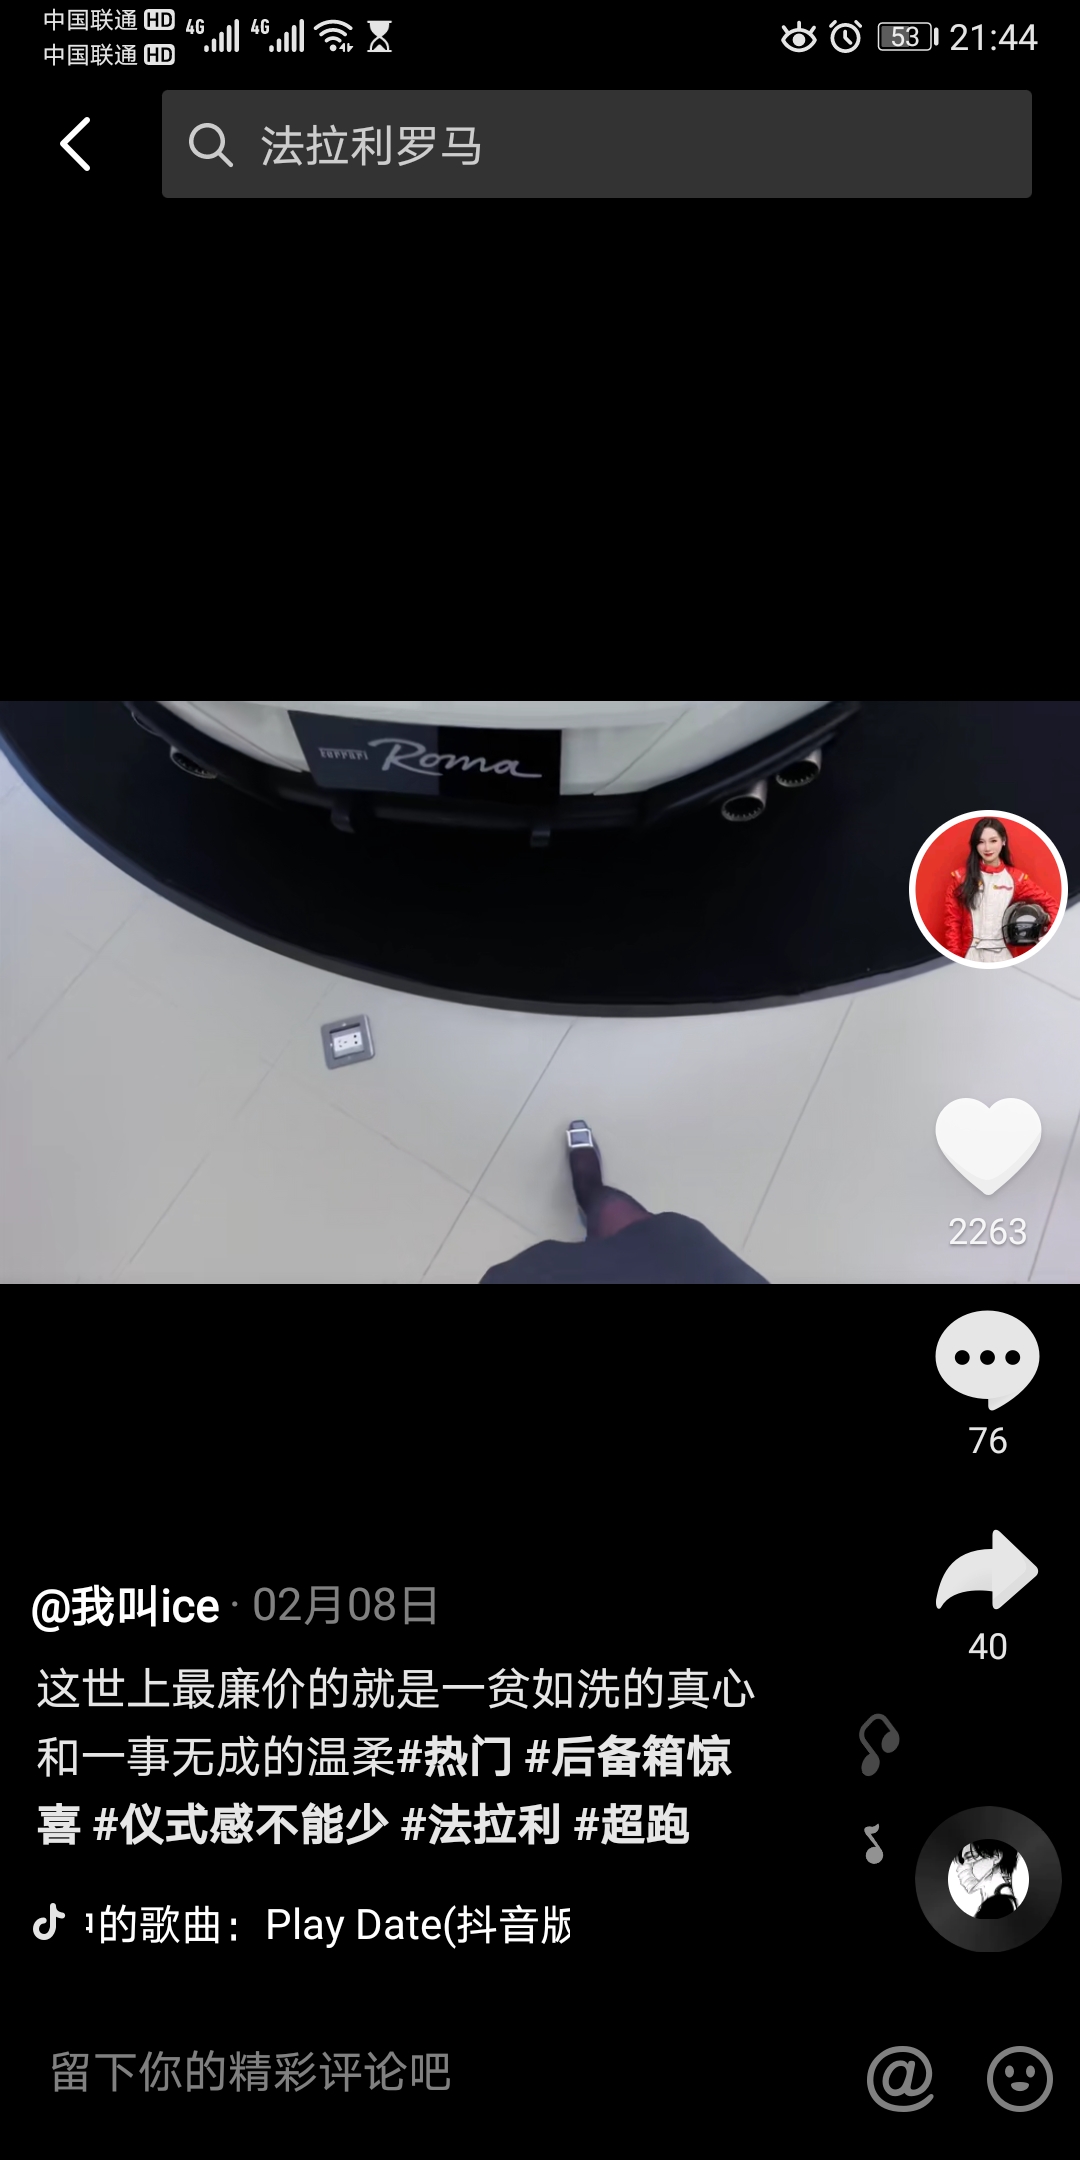 中国联通 HD 4G 4G
中国联通 HD
53 21:44
法拉利罗马
Ferrari Roma
2263
76
40
@我叫ice · 02月08日
这世上最廉价的就是一贫如洗的真心
和一事无成的温柔#热门 #后备箱惊
喜 #仪式感不能少 #法拉利 #超跑
的歌曲：Play Date(抖音版
留下你的精彩评论吧